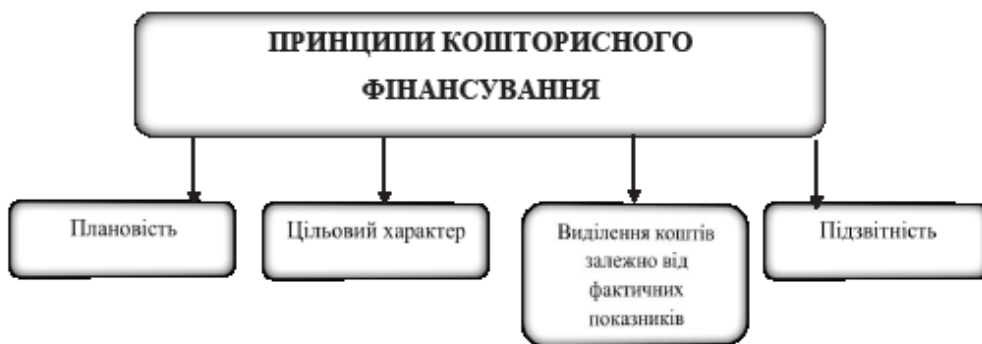 ПРИНЦИПИ КОШТОРИСНОГО
ФІНАНСУВАННЯ
Плановість
Цільовий характер
Виділення коштів
залежно від
фактичних
показників
Підзвітність